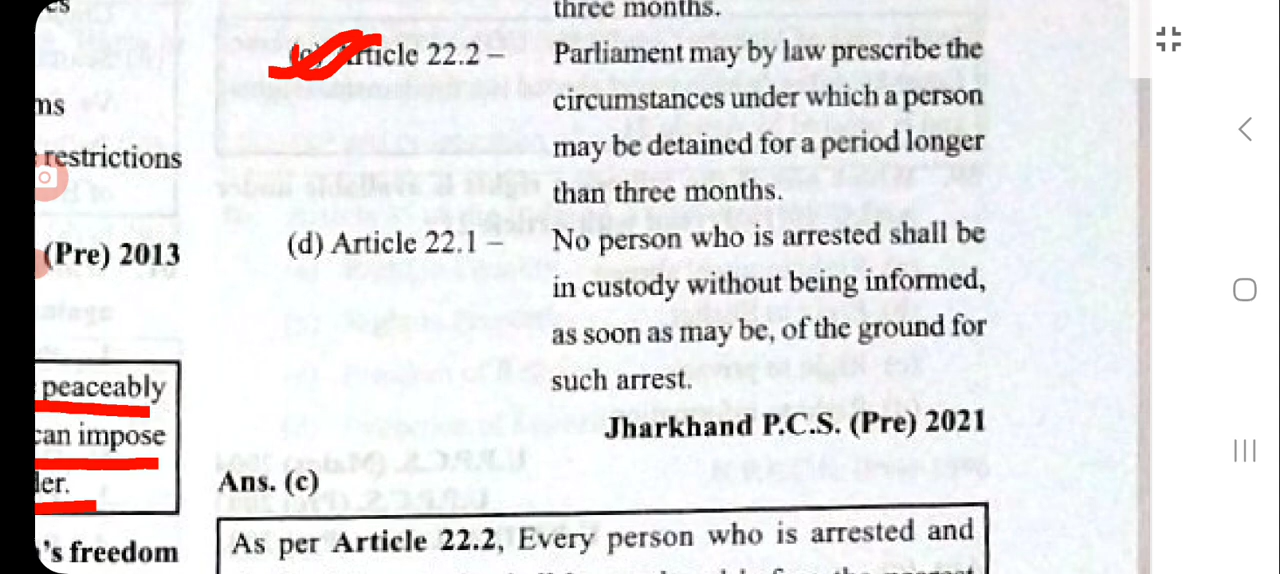 ms
restrictions
(Pre) 2013
peaceably
can impose
der.
's freedom
three months.
(c) Article 22.2 – Parliament may by law prescribe the
circumstances under which a person
may be detained for a period longer
than three months.
(d) Article 22.1 – No person who is arrested shall be
in custody without being informed,
as soon as may be, of the ground for
such arrest.
Jharkhand P.C.S. (Pre) 2021
Ans. (c)
As per Article 22.2, Every person who is arrested and